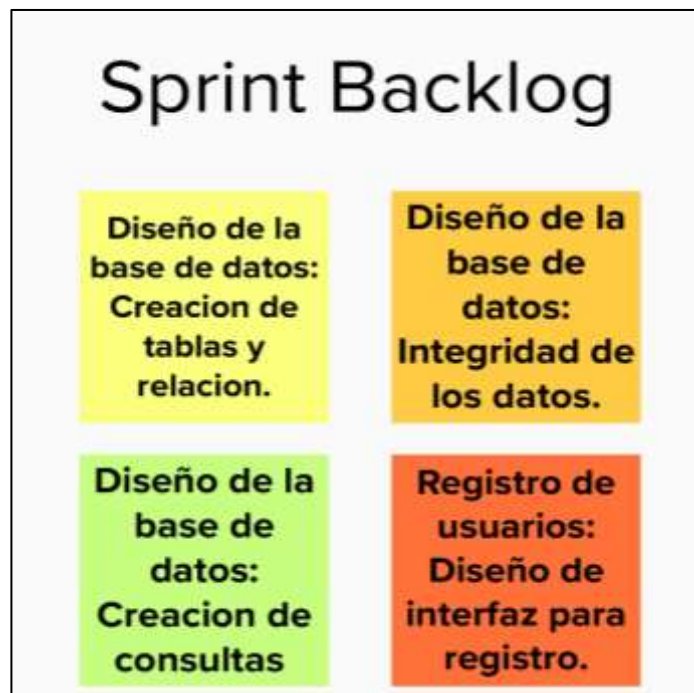 Sprint Backlog
Diseño de la
base de datos:
Creacion de
tablas y
relacion.
Diseño de la
base de
datos:
Integridad de
los datos.
Diseño de la
base de
datos:
Creacion de
consultas
Registro de
usuarios:
Diseño de
interfaz para
registro.